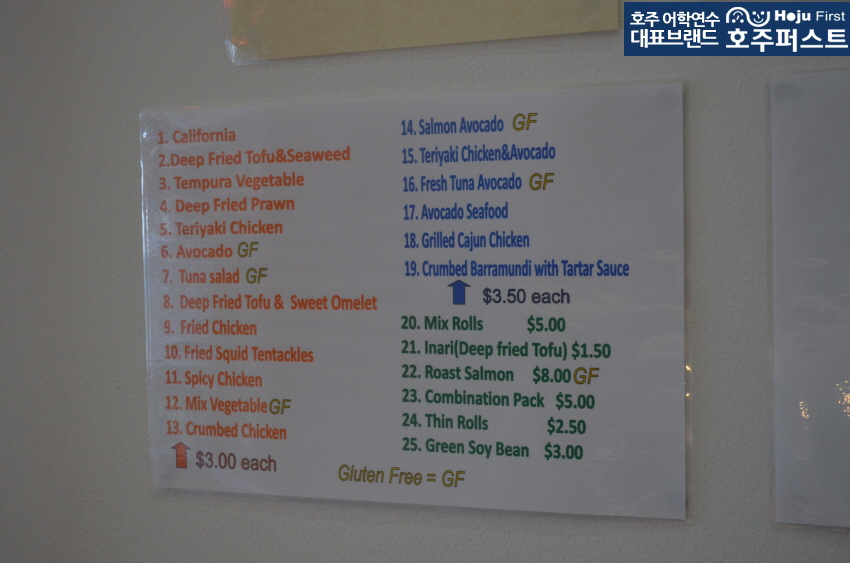 호주 어학연수
대표브랜드
Hoju First
호주퍼스트
1. California
2.Deep Fried Tofu&Seaweed
3. Tempura Vegetable
4. Deep Fried Prawn
5. Teriyaki Chicken
6. Avocado GF
7. Tuna salad GF
8. Deep Fried Tofu & Sweet Omelet
9. Fried Chicken
10. Fried Squid Tentacles
11. Spicy Chicken
12. Mix Vegetable GF
13. Crumbed Chicken
$3.00 each
14. Salmon Avocado GF
15. Teriyaki Chicken&Avocado
16. Fresh Tuna Avocado GF
17. Avocado Seafood
18. Grilled Cajun Chicken
19. Crumbed Barramundi with Tartar Sauce
$3.50 each
20. Mix Rolls $5.00
21. Inari(Deep fried Tofu) $1.50
22. Roast Salmon $8.00 GF
23. Combination Pack $5.00
24. Thin Rolls $2.50
25. Green Soy Bean $3.00
Gluten Free = GF